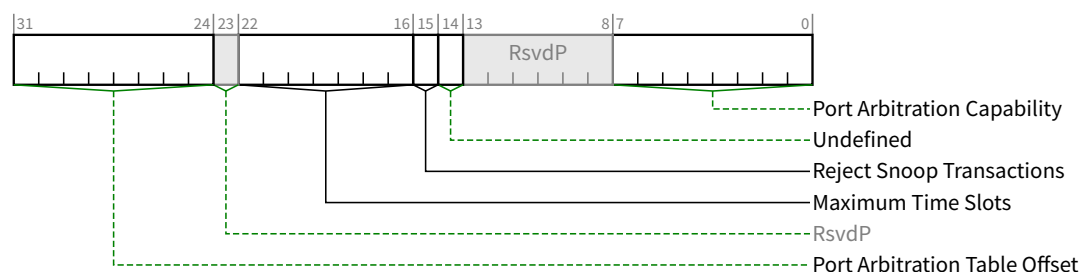 31 24 23 22 16 15 14 13 8 7 0
RsvdP
Port Arbitration Capability
Undefined
Reject Snoop Transactions
Maximum Time Slots
RsvdP
Port Arbitration Table Offset